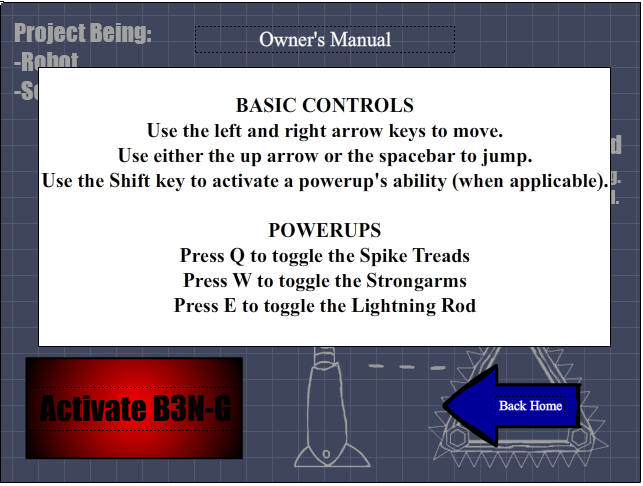 Project Being:
Owner's Manual
-Robot
BASIC CONTROLS
Use the left and right arrow keys to move.
Use either the up arrow or the spacebar to jump.
Use the Shift key to activate a powerup's ability (when applicable).
POWERUPS
Press Q to toggle the Spike Treads
Press W to toggle the Strongarms
Press E to toggle the Lightning Rod
Activate B3N-G
Back Home